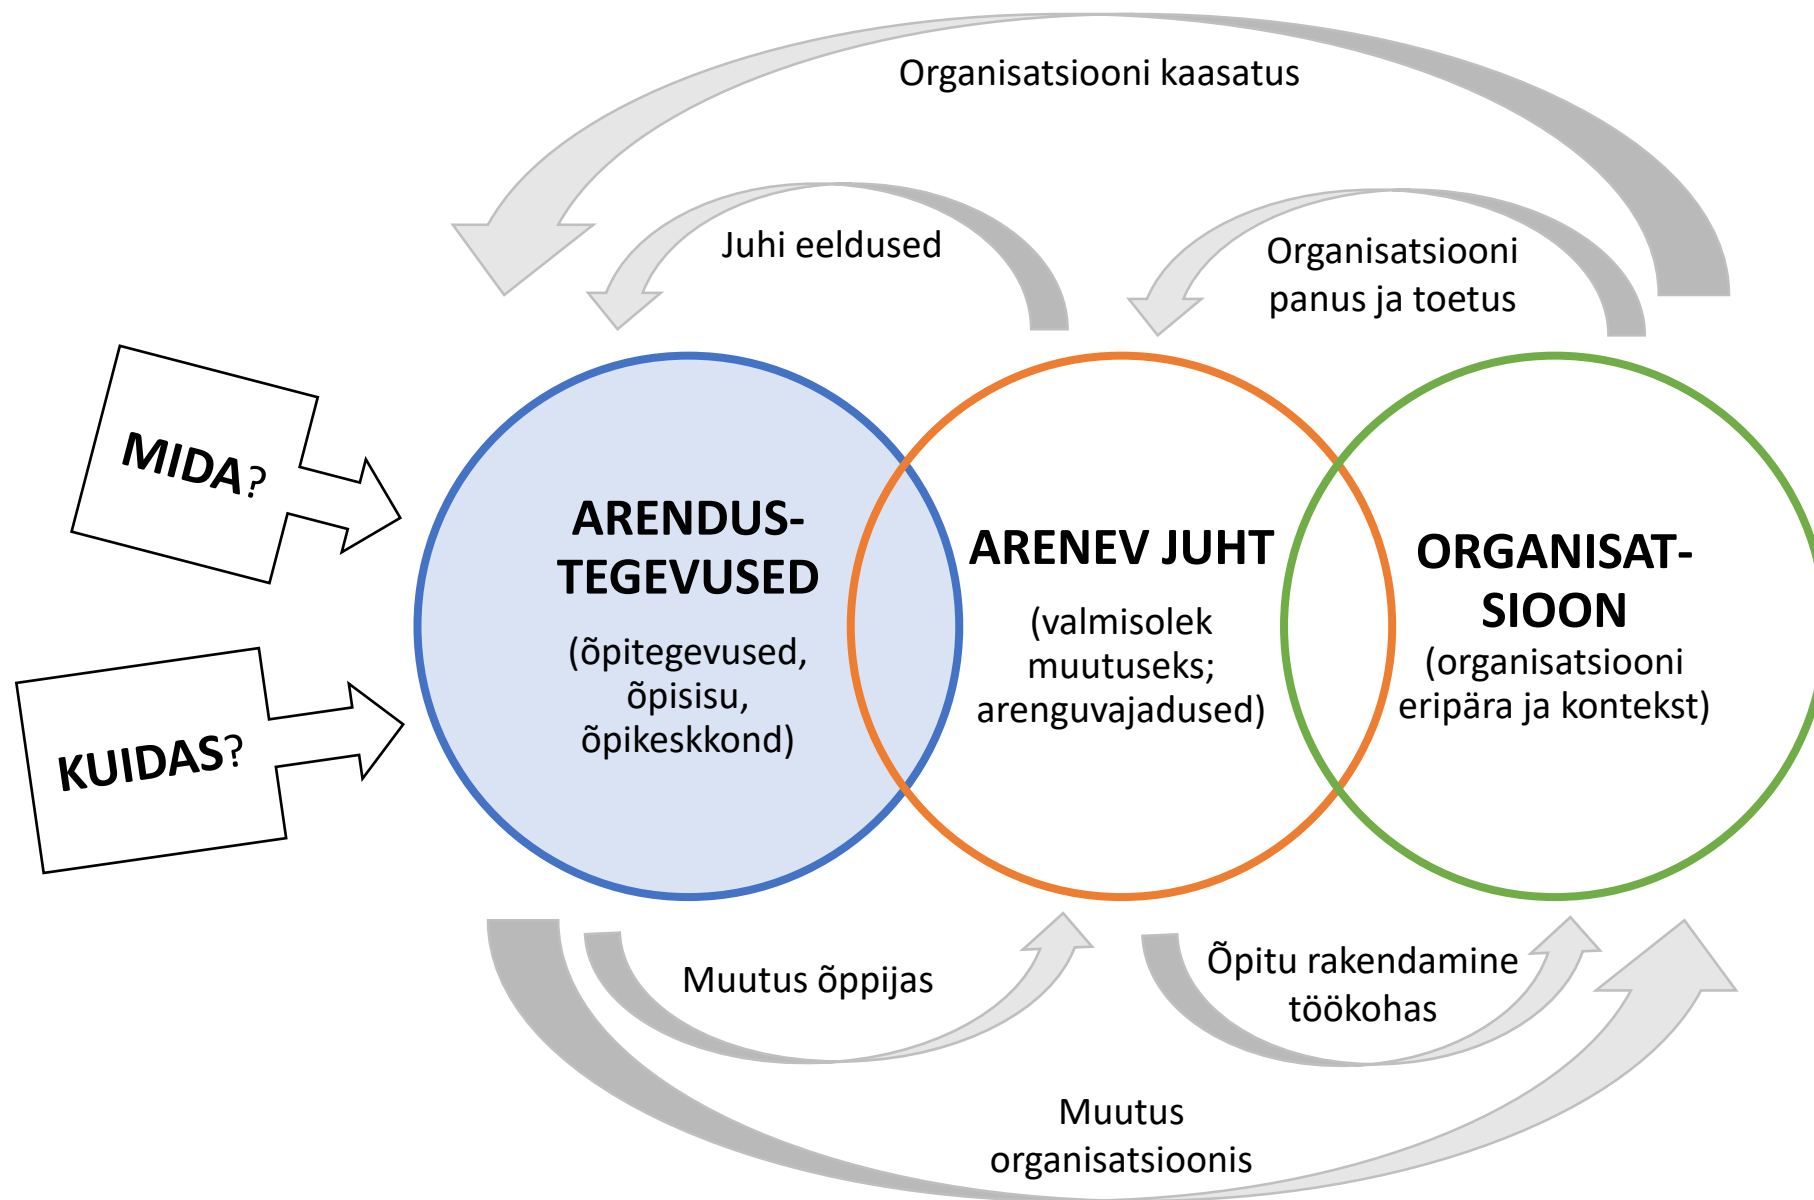 Organisatsiooni kaasatus
Juhi eeldused
Organisatsiooni
panus ja toetus
MIDA?
KUIDAS?
ARENDUS-
TEGEVUSED
(õpitegevused,
õpisisu,
õpikeskkond)
ARENEV JUHT
(valmisolek
muutuseks;
arenguvajadused)
ORGANISAT-
SIOON
(organisatsiooni
eripära ja kontekst)
Muutus õppijas
Õpitu rakendamine
töökohas
Muutus
organisatsioonis